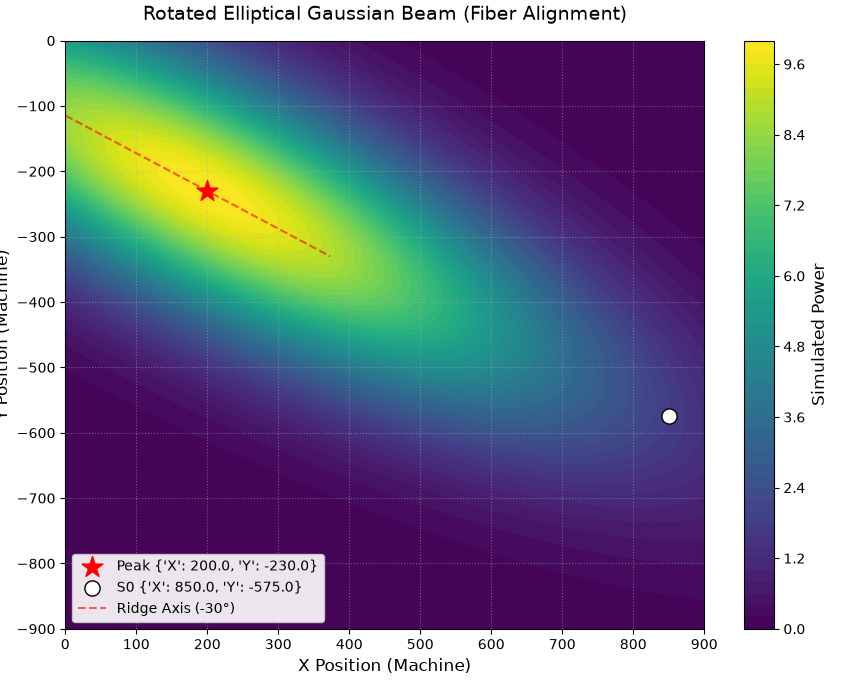 Rotated Elliptical Gaussian Beam (Fiber Alignment)
0
−100
−200
−300
−400
−500
−600
−700
−800
−900
Y Position (Machine)
0 100 200 300 400 500 600 700 800 900
X Position (Machine)
Peak {'X': 200.0, 'Y': -230.0}
S0 {'X': 850.0, 'Y': -575.0}
Ridge Axis (-30°)
9.6
8.4
7.2
6.0
4.8
3.6
2.4
1.2
0.0
Simulated Power